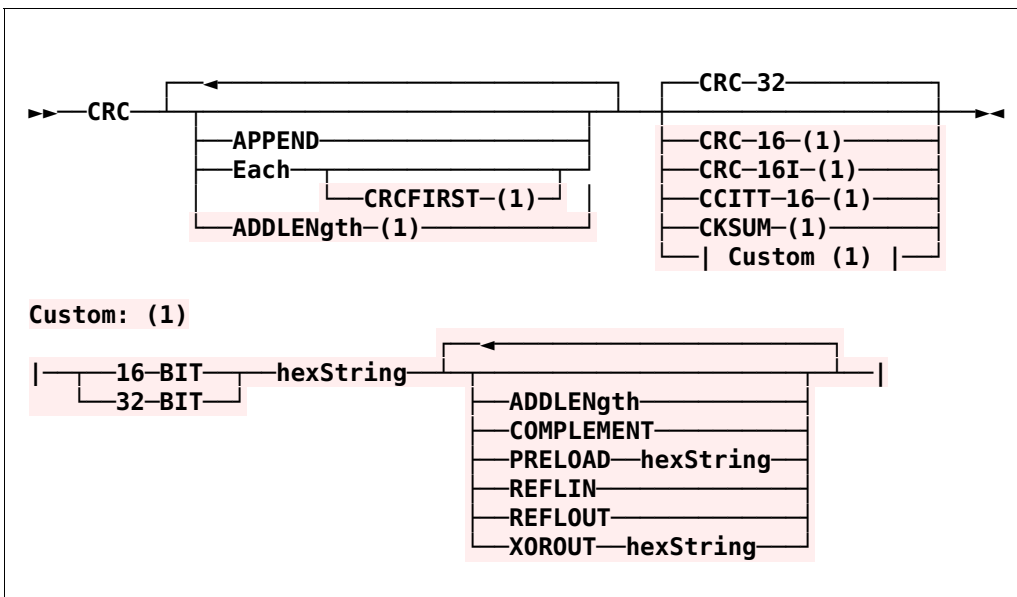 CRC-32
►►──CRC
APPEND
CRC-16-(1)
Each
CRC-16I-(1)
CRCFIRST-(1)
CCITT-16-(1)
ADDLENgth-(1)
CKSUM-(1)
| Custom (1) |
Custom: (1)
16-BIT hexString
32-BIT
ADDLENgth
COMPLEMENT
PRELOAD hexString
REFLIN
REFLOUT
XOROUT hexString